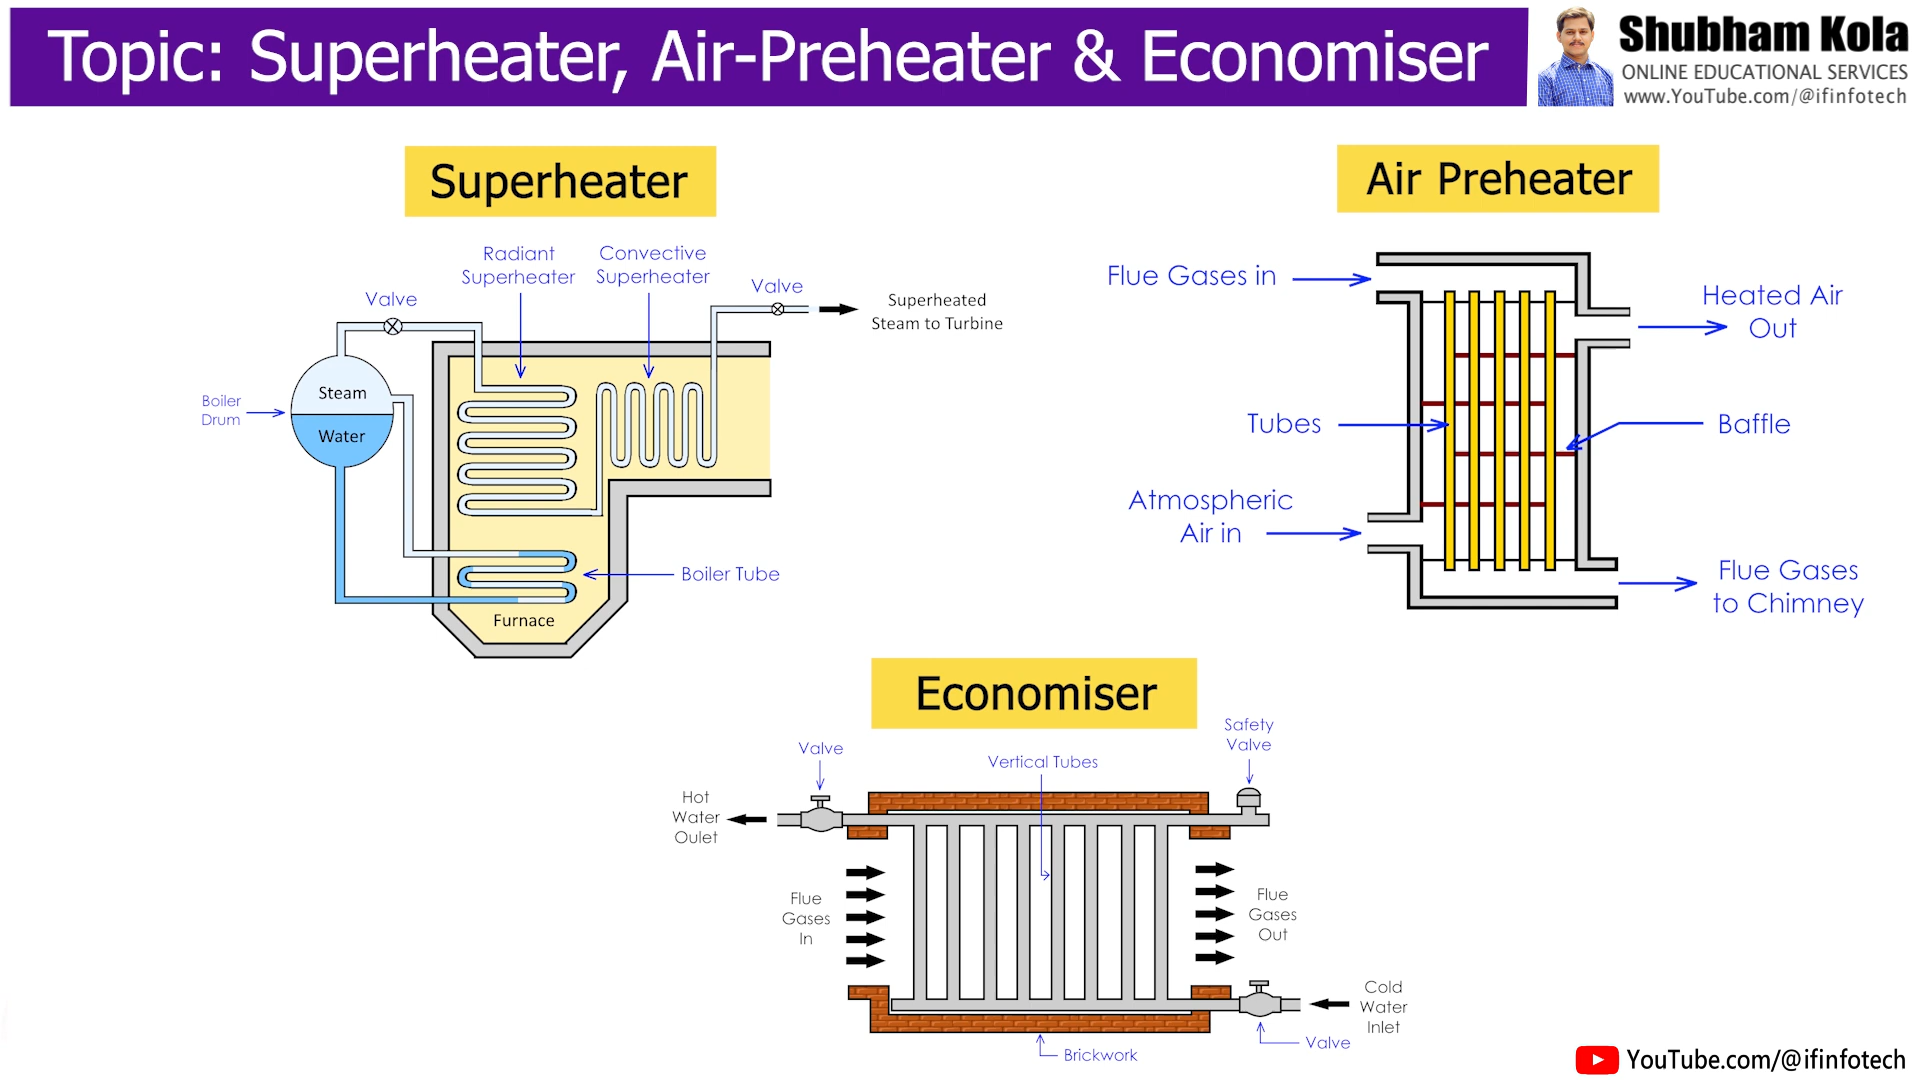 Topic: Superheater, Air-Preheater & Economiser
Shubham Kola
ONLINE EDUCATIONAL SERVICES
www.YouTube.com/@ifinfotech
Superheater
Radiant
Superheater
Convective
Superheater
Valve
Valve
Superheated
Steam to Turbine
Boiler
Drum
Steam
Water
Boiler Tube
Furnace
Air Preheater
Flue Gases in
Heated Air
Out
Tubes
Baffle
Atmospheric
Air in
Flue Gases
to Chimney
Economiser
Valve
Vertical Tubes
Safety
Valve
Hot
Water
Oulet
Flue
Gases
In
Flue
Gases
Out
Cold
Water
Inlet
Valve
Brickwork
YouTube.com/@ifinfotech